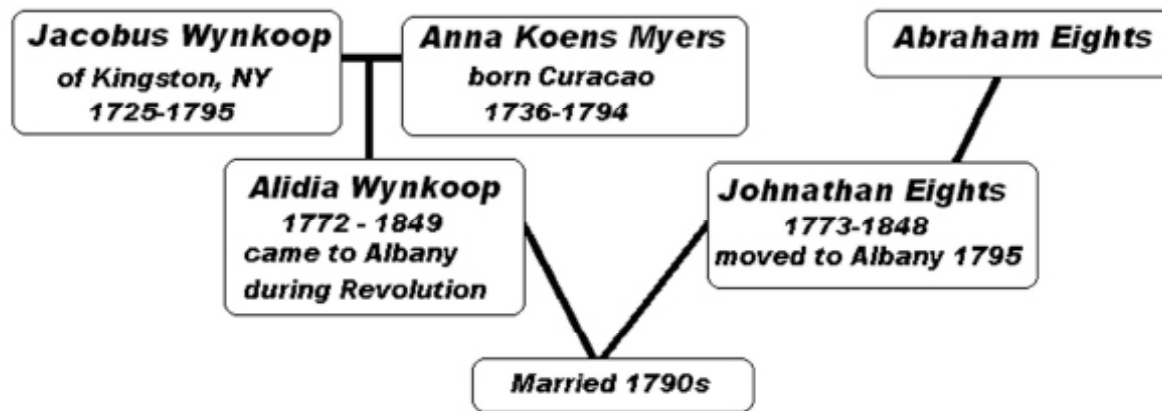 Jacobus Wynkoop
of Kingston, NY
1725-1795
Anna Koens Myers
born Curacao
1736-1794
Abraham Eights
Alidia Wynkoop
1772 - 1849
came to Albany
during Revolution
Johnathan Eights
1773-1848
moved to Albany 1795
Married 1790s